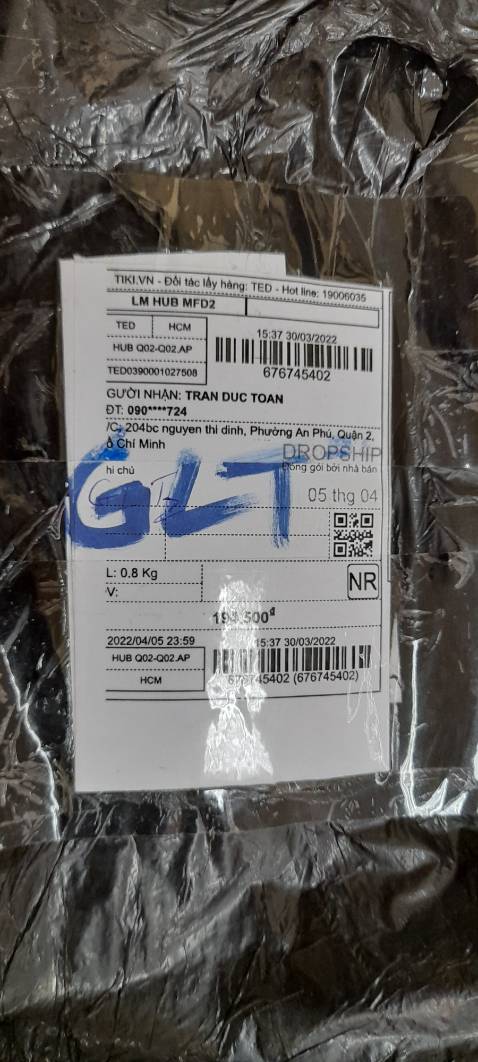 TIKI.VN - Đối tác lấy hàng: TED - Hot line: 19006035
LM HUB MFD2
TED HCM
HUB Q02-Q02.AP
TED0390001027508
15:37 30/03/2022
676745402
GƯỜI NHẬN: TRAN DUC TOAN
ĐT: 090****724
/C: 204bc nguyen thi dinh, Phường An Phú, Quận 2,
Chí Minh
DROPSHIP
hi chú
Đóng gói bởi nhà bán
GLT
05 thg 04
L: 0.8 Kg
V:
NR
2022/04/05 23:59
15:37 30/03/2022
HUB Q02-Q02.AP
HCM
676745402 (676745402)